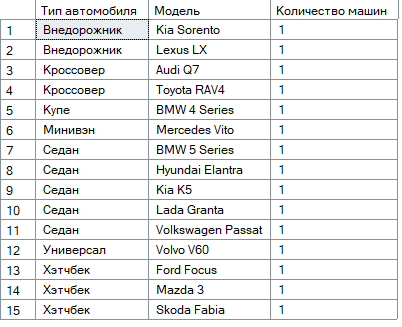 Тип автомобиля Модель Количество машин
1 Внедорожник Kia Sorento 1
2 Внедорожник Lexus LX 1
3 Кроссовер Audi Q7 1
4 Кроссовер Toyota RAV4 1
5 Купе BMW 4 Series 1
6 Минивэн Mercedes Vito 1
7 Седан BMW 5 Series 1
8 Седан Hyundai Elantra 1
9 Седан Kia K5 1
10 Седан Lada Granta 1
11 Седан Volkswagen Passat 1
12 Универсал Volvo V60 1
13 Хэтчбек Ford Focus 1
14 Хэтчбек Mazda 3 1
15 Хэтчбек Skoda Fabia 1